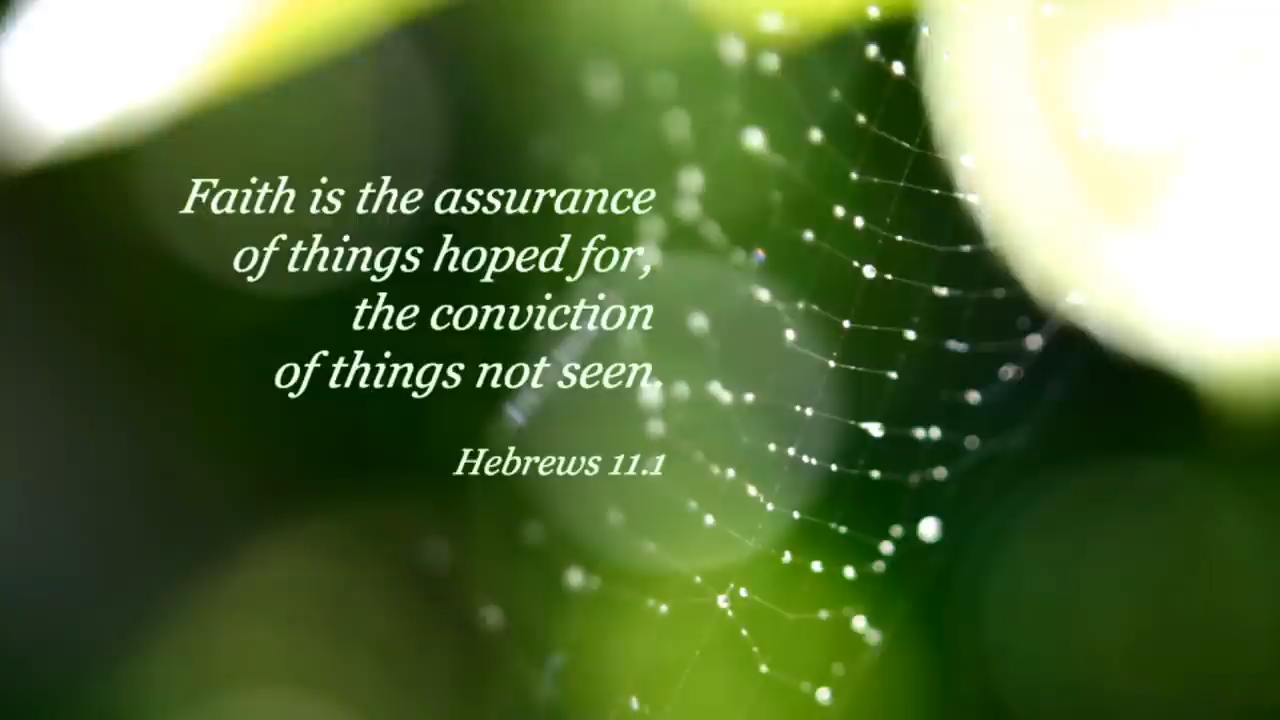 Faith is the assurance
of things hoped for,
the conviction
of things not seen.
Hebrews 11.1